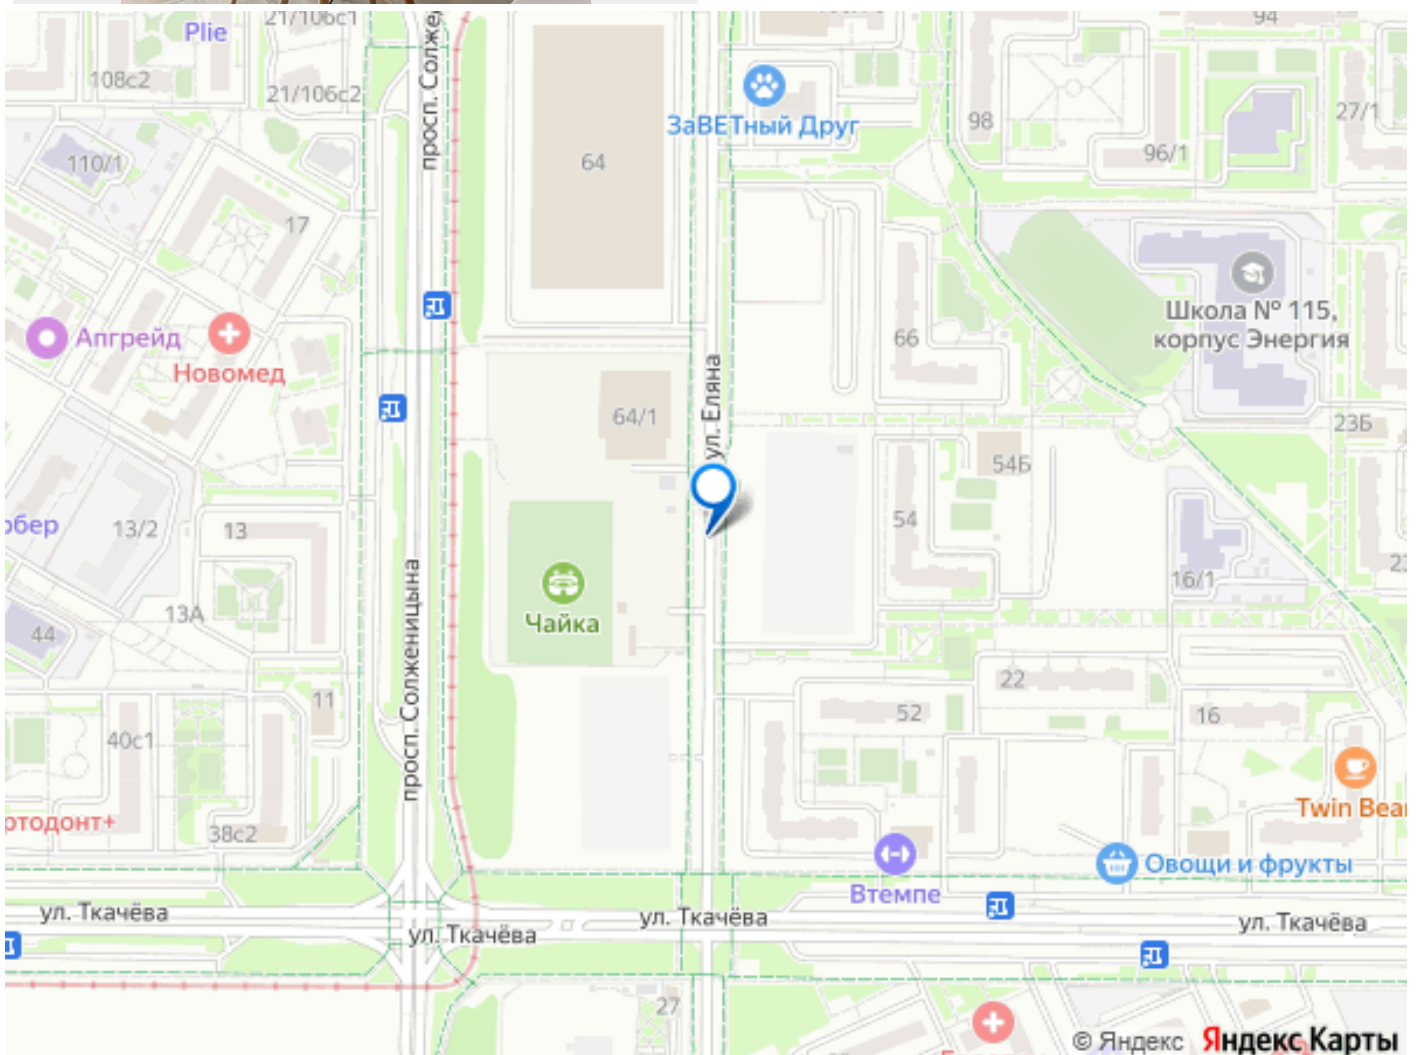 21/106с1
94
Plie
108с2
21/106с2
просп. Солже
ЗаВЕТный Друг
98
27/1
96/1
110/1
64
17
Школа № 115,
корпус Энергия
Апгрейд
Новомед
66
ул. Еляна
64/1
23Б
54Б
обер
13/2
13
54
16/1
13А
44
Чайка
просп. Солженицына
22
11
52
16
40с1
Twin Bear
ртодонт+
38с2
Овощи и фрукты
Втемпе
ул. Ткачёва
ул. Ткачёва
ул. Ткачёва
ул. Ткачёва
27
© Яндекс Яндекс Карты